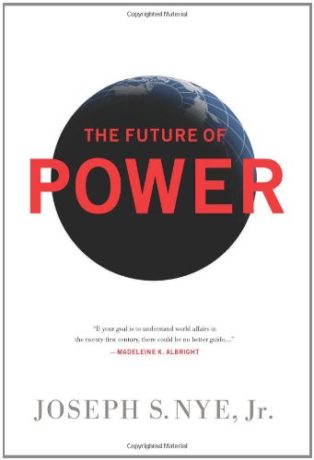 Copyrighted Material
THE FUTURE OF
POWER
"If your goal is to understand world affairs in
the twenty-first century, there could be no better guide...."
—MADELEINE K. ALBRIGHT
JOSEPH S. NYE, Jr.
Copyrighted Material